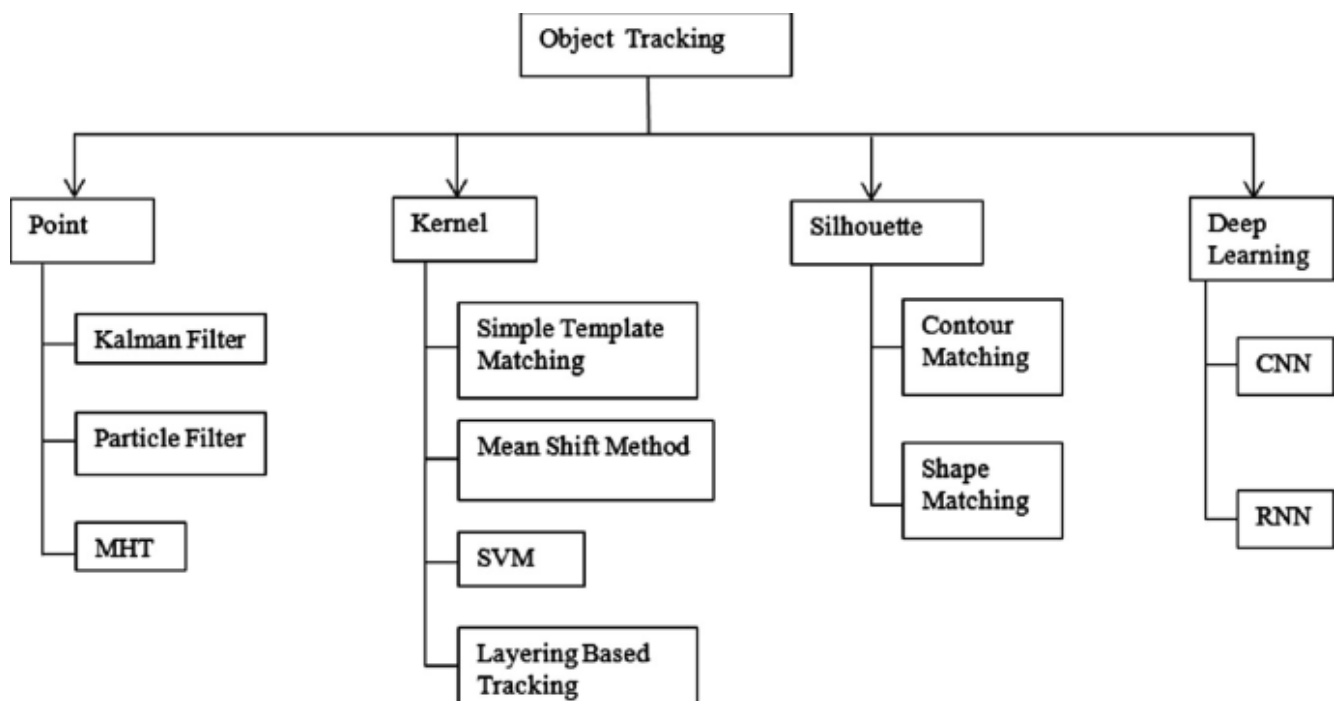 Object Tracking
Point
Kernel
Silhouette
Deep
Learning
Kalman Filter
Particle Filter
MHT
Simple Template
Matching
Mean Shift Method
SVM
Layering Based
Tracking
Contour
Matching
Shape
Matching
CNN
RNN